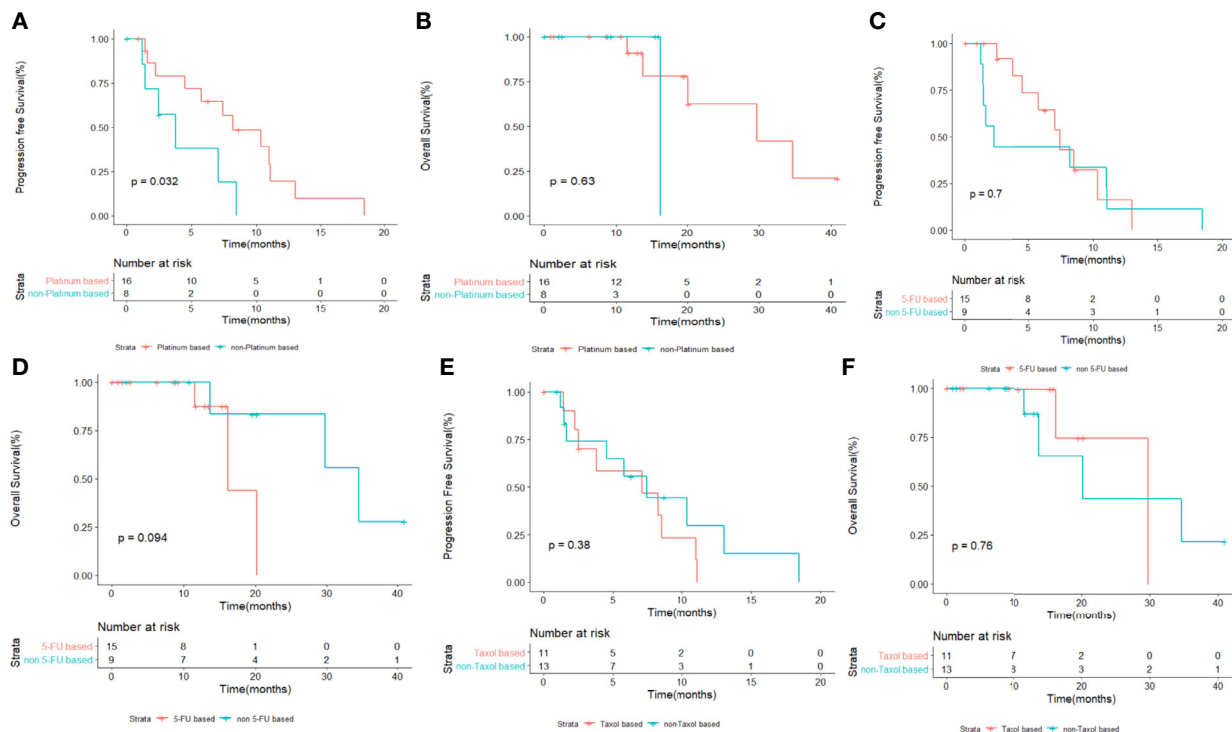 A
Progression free Survival(%)
1.00
0.75
0.50
0.25
0.00
p = 0.032
0 5 10 15 20
Time(months)
Number at risk
Strata
Platinum based 16 10 5 1 0
non-Platinum based 8 2 0 0 0
0 5 10 15 20
Time(months)
Strata Platinum based non-Platinum based
B
Overall Survival(%)
1.00
0.75
0.50
0.25
0.00
p = 0.63
0 10 20 30 40
Time(months)
Number at risk
Strata
Platinum based 16 12 5 2 1
non-Platinum based 8 3 0 0 0
0 10 20 30 40
Time(months)
Strata Platinum based non-Platinum based
C
Progression free Survival(%)
1.00
0.75
0.50
0.25
0.00
p = 0.7
0 5 10 15 20
Time(months)
Number at risk
Strata
5-FU based 15 8 2 0 0
non 5-FU based 9 4 3 1 0
0 5 10 15 20
Time(months)
Strata 5-FU based non 5-FU based
D
Overall Survival(%)
1.00
0.75
0.50
0.25
0.00
p = 0.094
0 10 20 30 40
Time(months)
Number at risk
Strata
5-FU based 15 8 1 0 0
non 5-FU based 9 7 4 2 1
0 10 20 30 40
Time(months)
Strata 5-FU based non 5-FU based
E
Progression Free Survival(%)
1.00
0.75
0.50
0.25
0.00
p = 0.38
0 5 10 15 20
Time(months)
Number at risk
Strata
Taxol based 11 5 2 0 0
non-Taxol based 13 7 3 1 0
0 5 10 15 20
Time(months)
Strata Taxol based non-Taxol based
F
Overall Survival(%)
1.00
0.75
0.50
0.25
0.00
p = 0.76
0 10 20 30 40
Time(months)
Number at risk
Strata
Taxol based 11 7 2 0 0
non-Taxol based 13 3 2 1
0 10 20 30 40
Time(months)
Strata Taxol based non-Taxol based